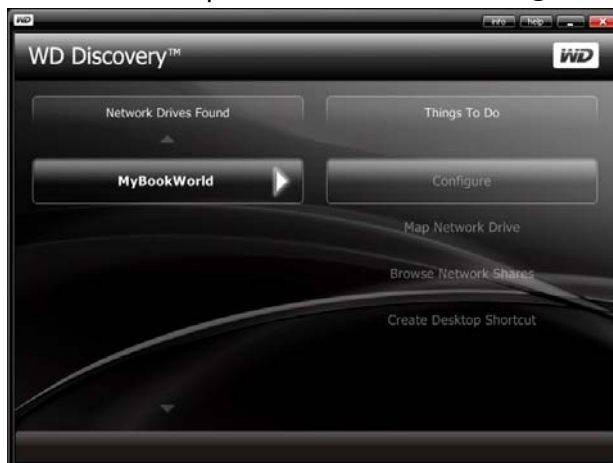 WD
info help
WD Discovery™
WD
Network Drives Found
Things To Do
MyBookWorld
Configure
Map Network Drive
Browse Network Shares
Create Desktop Shortcut